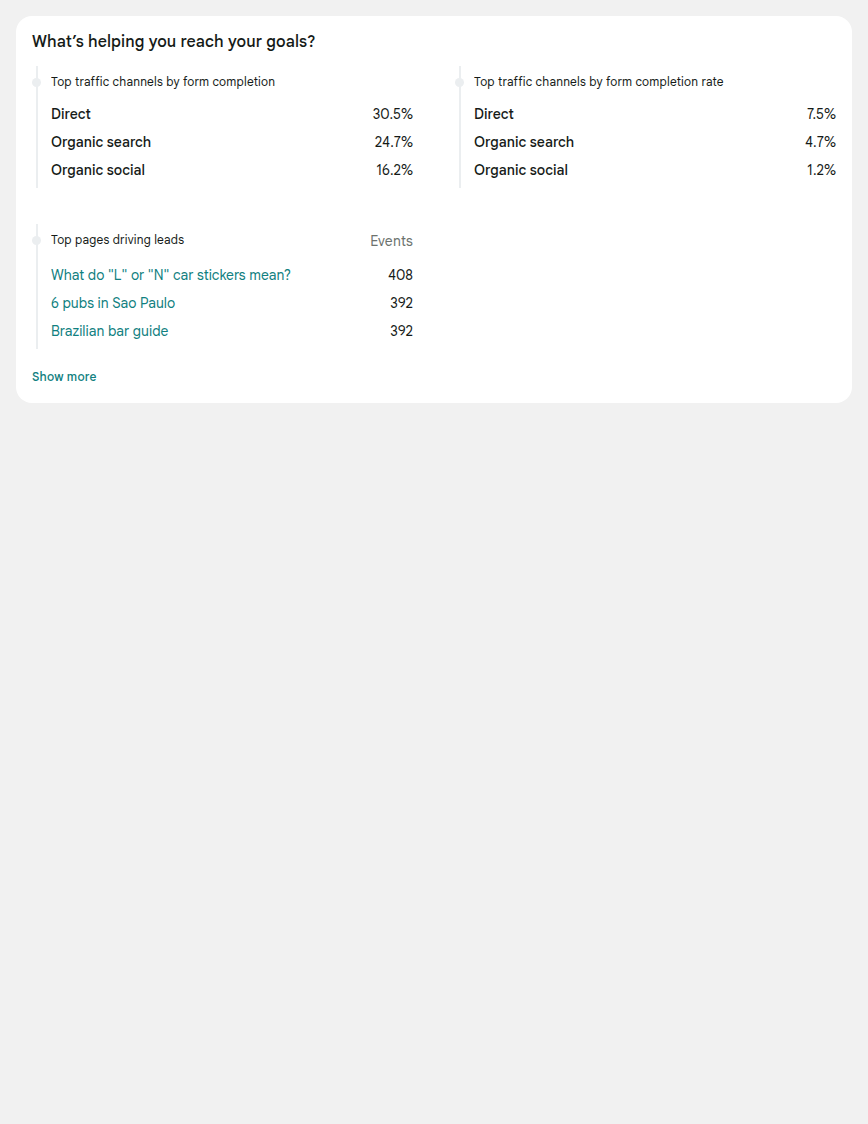 What's helping you reach your goals?
Top traffic channels by form completion
Direct 30.5%
Organic search 24.7%
Organic social 16.2%
Top traffic channels by form completion rate
Direct 7.5%
Organic search 4.7%
Organic social 1.2%
Top pages driving leads Events
What do "L" or "N" car stickers mean? 408
6 pubs in Sao Paulo 392
Brazilian bar guide 392
Show more